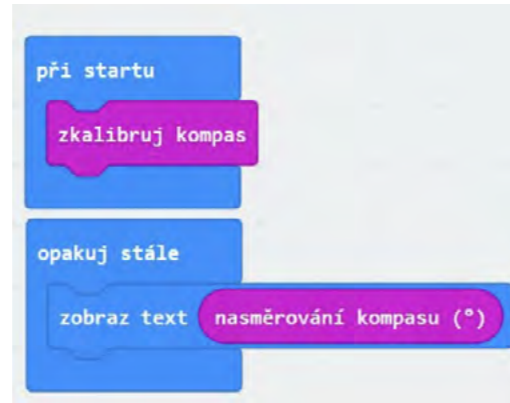 při startu
zkalibruj kompas
opakuj stále
zobraz text nasměrování kompasu (°)